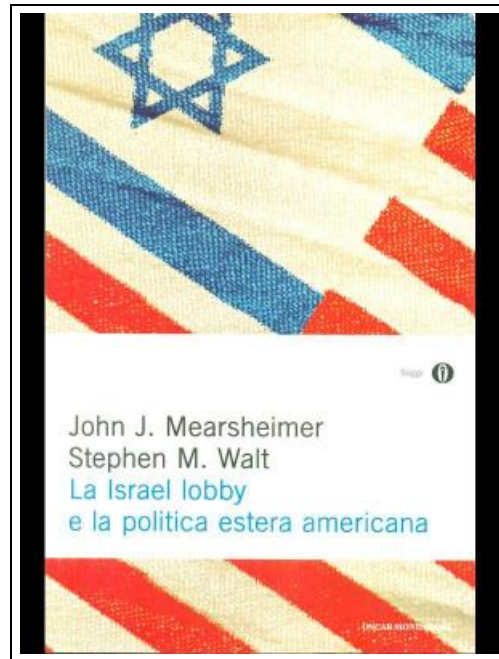 Saggi
John J. Mearsheimer
Stephen M. Walt
La Israel lobby
e la politica estera americana
OSCAR MONDADORI